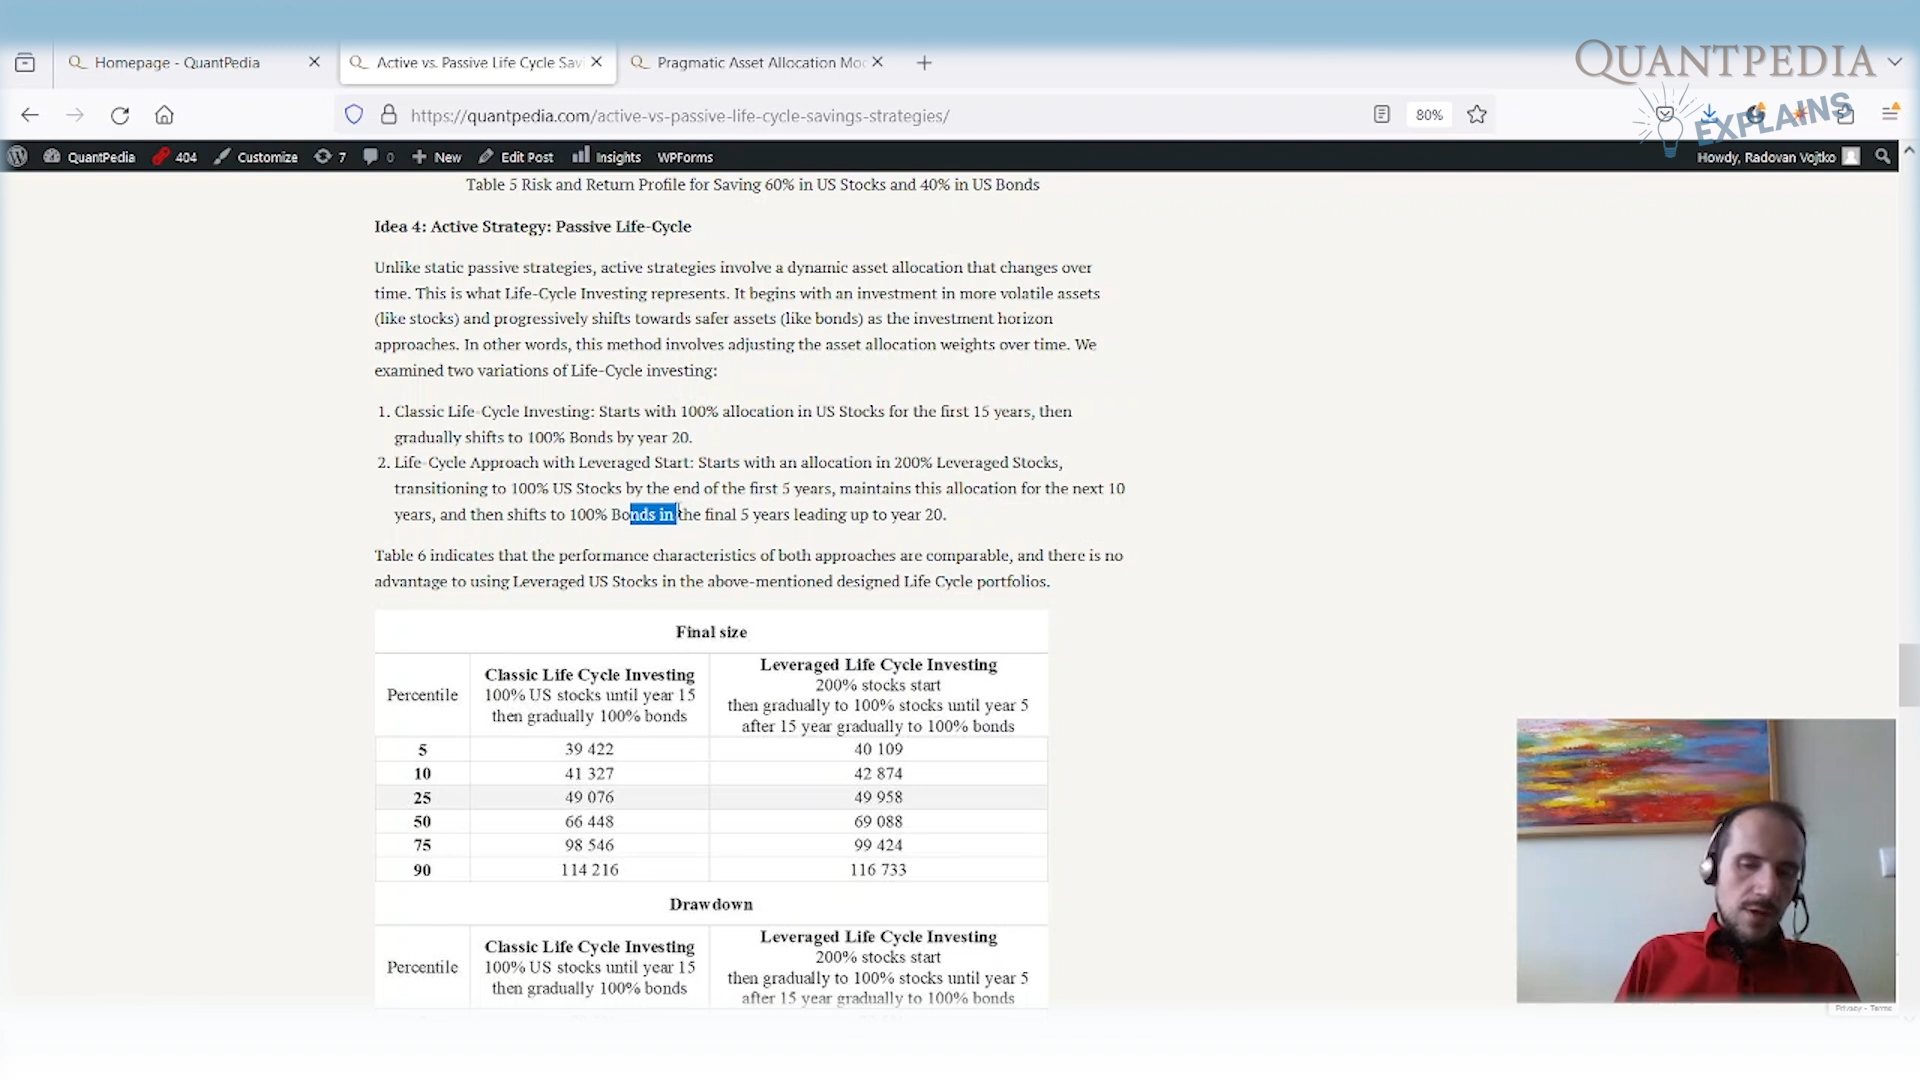 Homepage - QuantPedia
Active vs. Passive Life Cycle Savi
Pragmatic Asset Allocation Mod
QUANTPEDIA
EXPLAINS
https://quantpedia.com/active-vs-passive-life-cycle-savings-strategies/
80%
QuantPedia 404 Customize 7 0 New Edit Post Insights WPForms
Howdy, Radovan Vojtko
Table 5 Risk and Return Profile for Saving 60% in US Stocks and 40% in US Bonds
Idea 4: Active Strategy: Passive Life-Cycle
Unlike static passive strategies, active strategies involve a dynamic asset allocation that changes over
time. This is what Life-Cycle Investing represents. It begins with an investment in more volatile assets
(like stocks) and progressively shifts towards safer assets (like bonds) as the investment horizon
approaches. In other words, this method involves adjusting the asset allocation weights over time. We
examined two variations of Life-Cycle investing:
1. Classic Life-Cycle Investing: Starts with 100% allocation in US Stocks for the first 15 years, then
gradually shifts to 100% Bonds by year 20.
2. Life-Cycle Approach with Leveraged Start: Starts with an allocation in 200% Leveraged Stocks,
transitioning to 100% US Stocks by the end of the first 5 years, maintains this allocation for the next 10
years, and then shifts to 100% Bonds in the final 5 years leading up to year 20.
Table 6 indicates that the performance characteristics of both approaches are comparable, and there is no
advantage to using Leveraged US Stocks in the above-mentioned designed Life Cycle portfolios.
Final size
Percentile
Classic Life Cycle Investing
100% US stocks until year 15
then gradually 100% bonds
Leveraged Life Cycle Investing
200% stocks start
then gradually to 100% stocks until year 5
after 15 year gradually to 100% bonds
5 39 422 40 109
10 41 327 42 874
25 49 076 49 958
50 66 448 69 088
75 98 546 99 424
90 114 216 116 733
Drawdown
Percentile
Classic Life Cycle Investing
100% US stocks until year 15
then gradually 100% bonds
Leveraged Life Cycle Investing
200% stocks start
then gradually to 100% stocks until year 5
after 15 year gradually to 100% bonds
Privacy - Terms